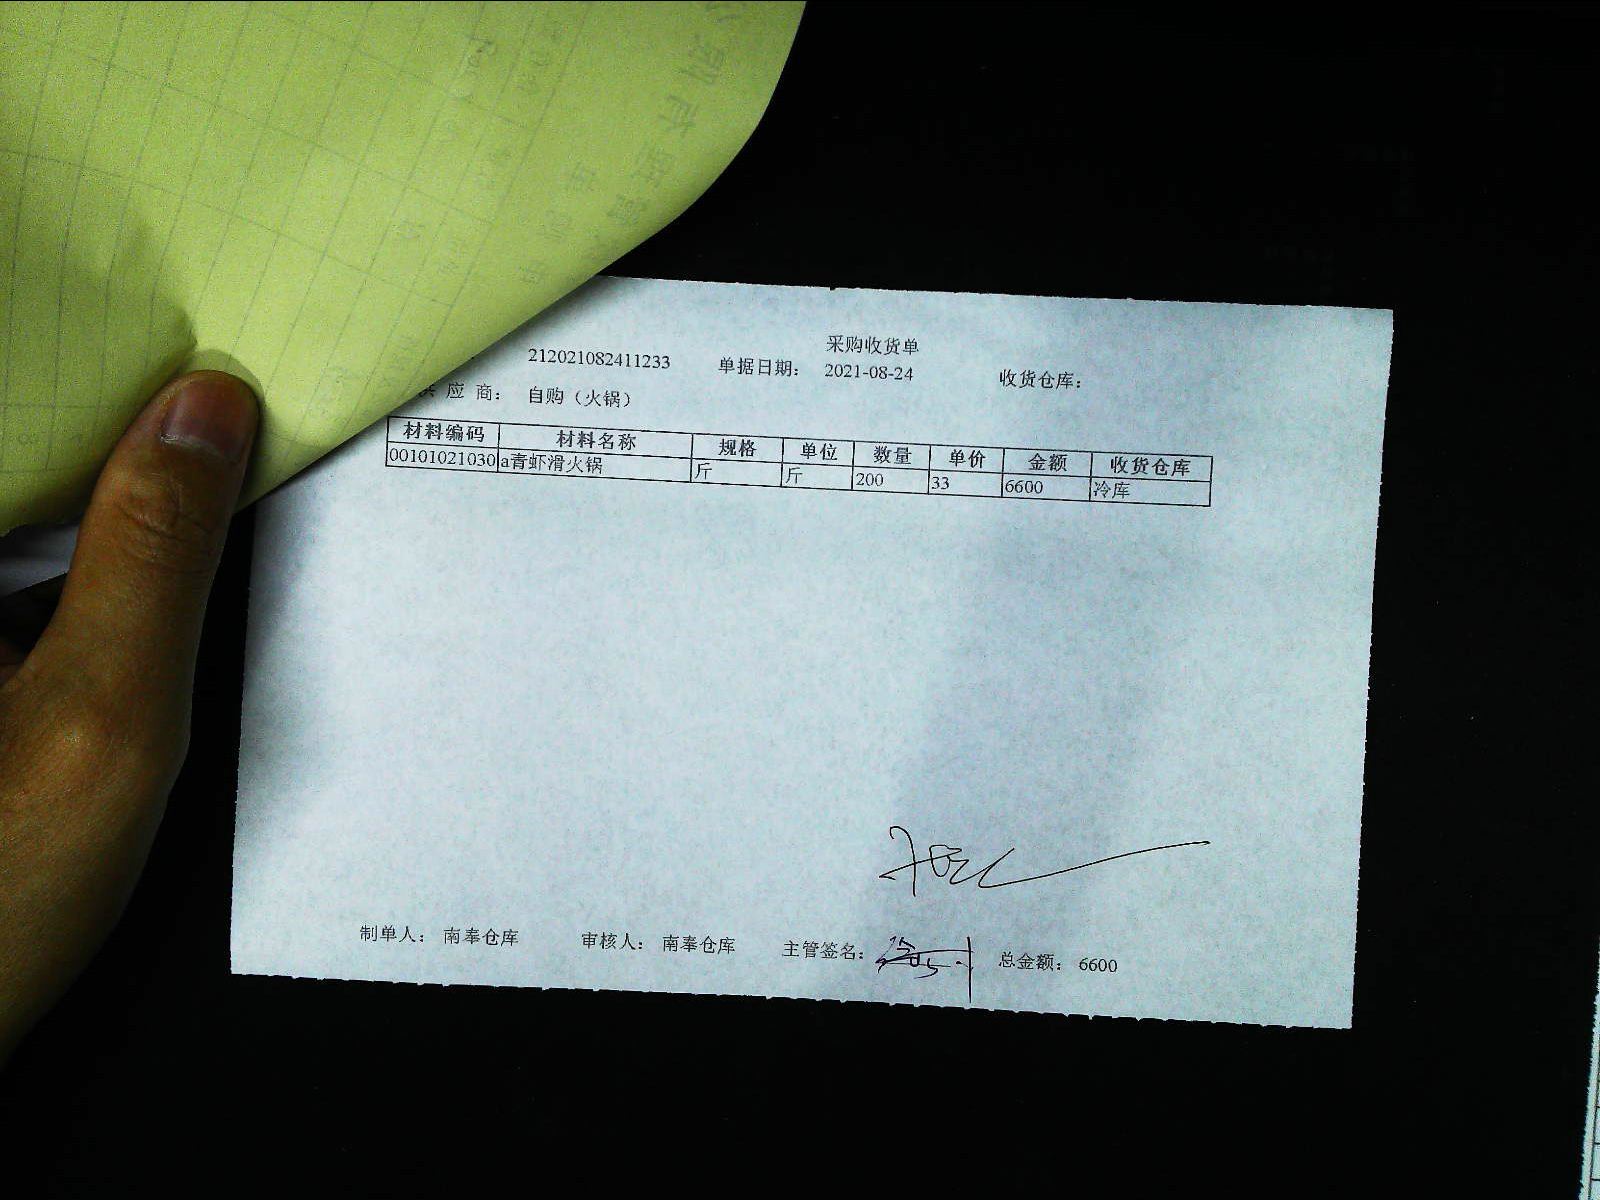 采购收货单
212021082411233 单据日期： 2021-08-24 收货仓库：
供 应 商： 自购（火锅）
材料编码 材料名称 规格 单位 数量 单价 金额 收货仓库
00101021030 a青虾滑火锅 斤 斤 200 33 6600 冷库
制单人： 南奉仓库 审核人： 南奉仓库 主管签名： 总金额： 6600